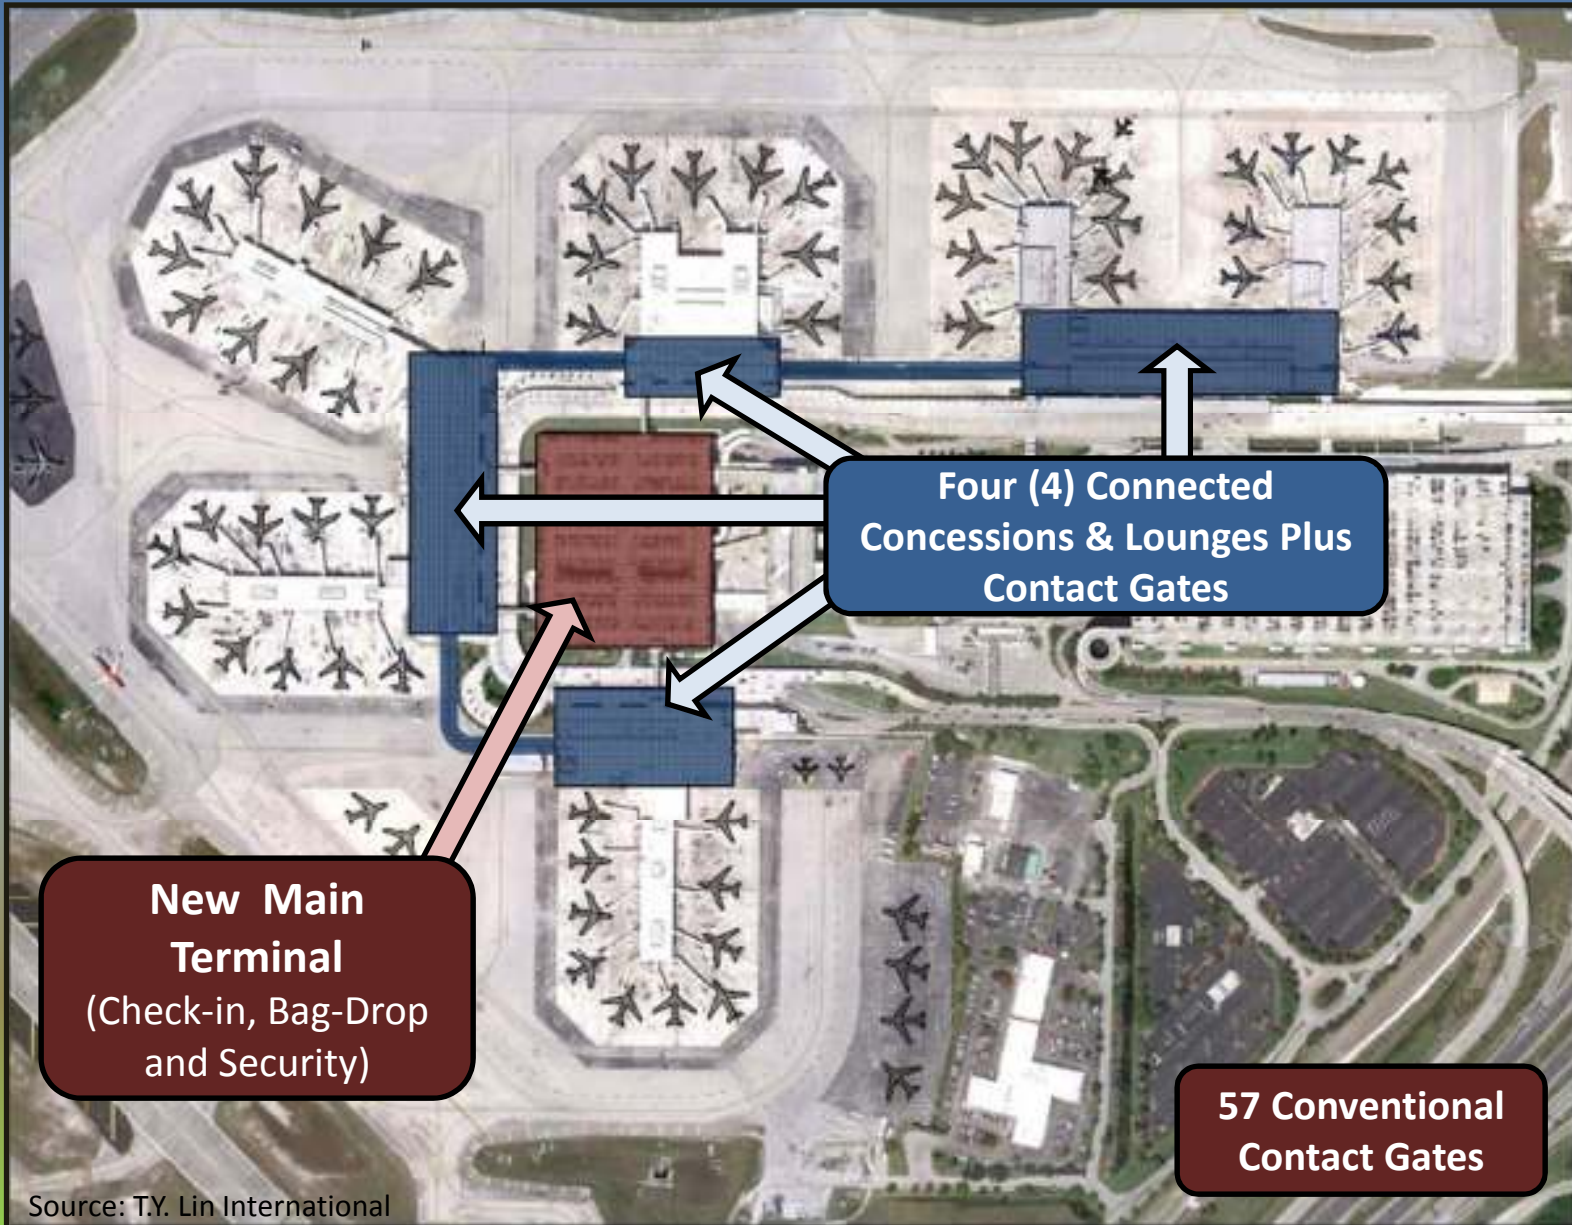 Four (4) Connected
Concessions & Lounges Plus
Contact Gates
New Main
Terminal
(Check-in, Bag-Drop
and Security)
57 Conventional
Contact Gates
Source: T.Y. Lin International